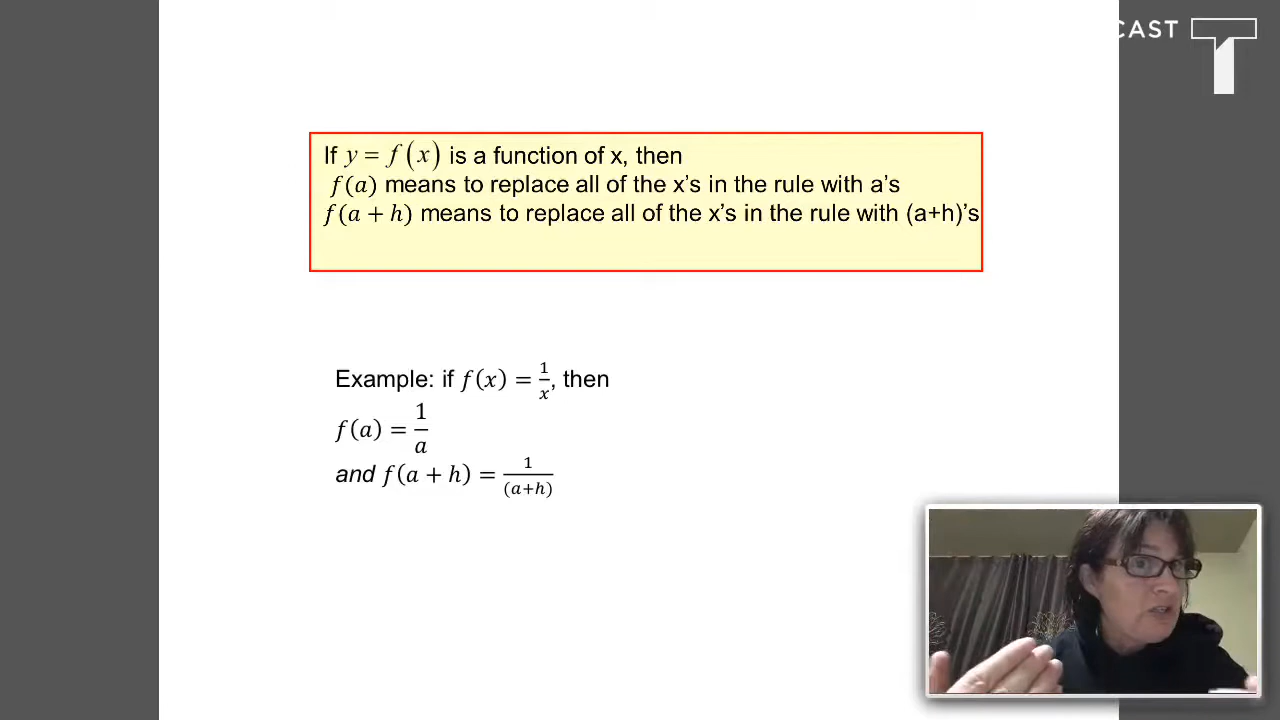 CAST T
If y = f(x) is a function of x, then
f(a) means to replace all of the x’s in the rule with a’s
f(a + h) means to replace all of the x’s in the rule with (a+h)’s
Example: if f(x) = 1/x, then
f(a) = 1/a
and f(a + h) = 1/(a+h)